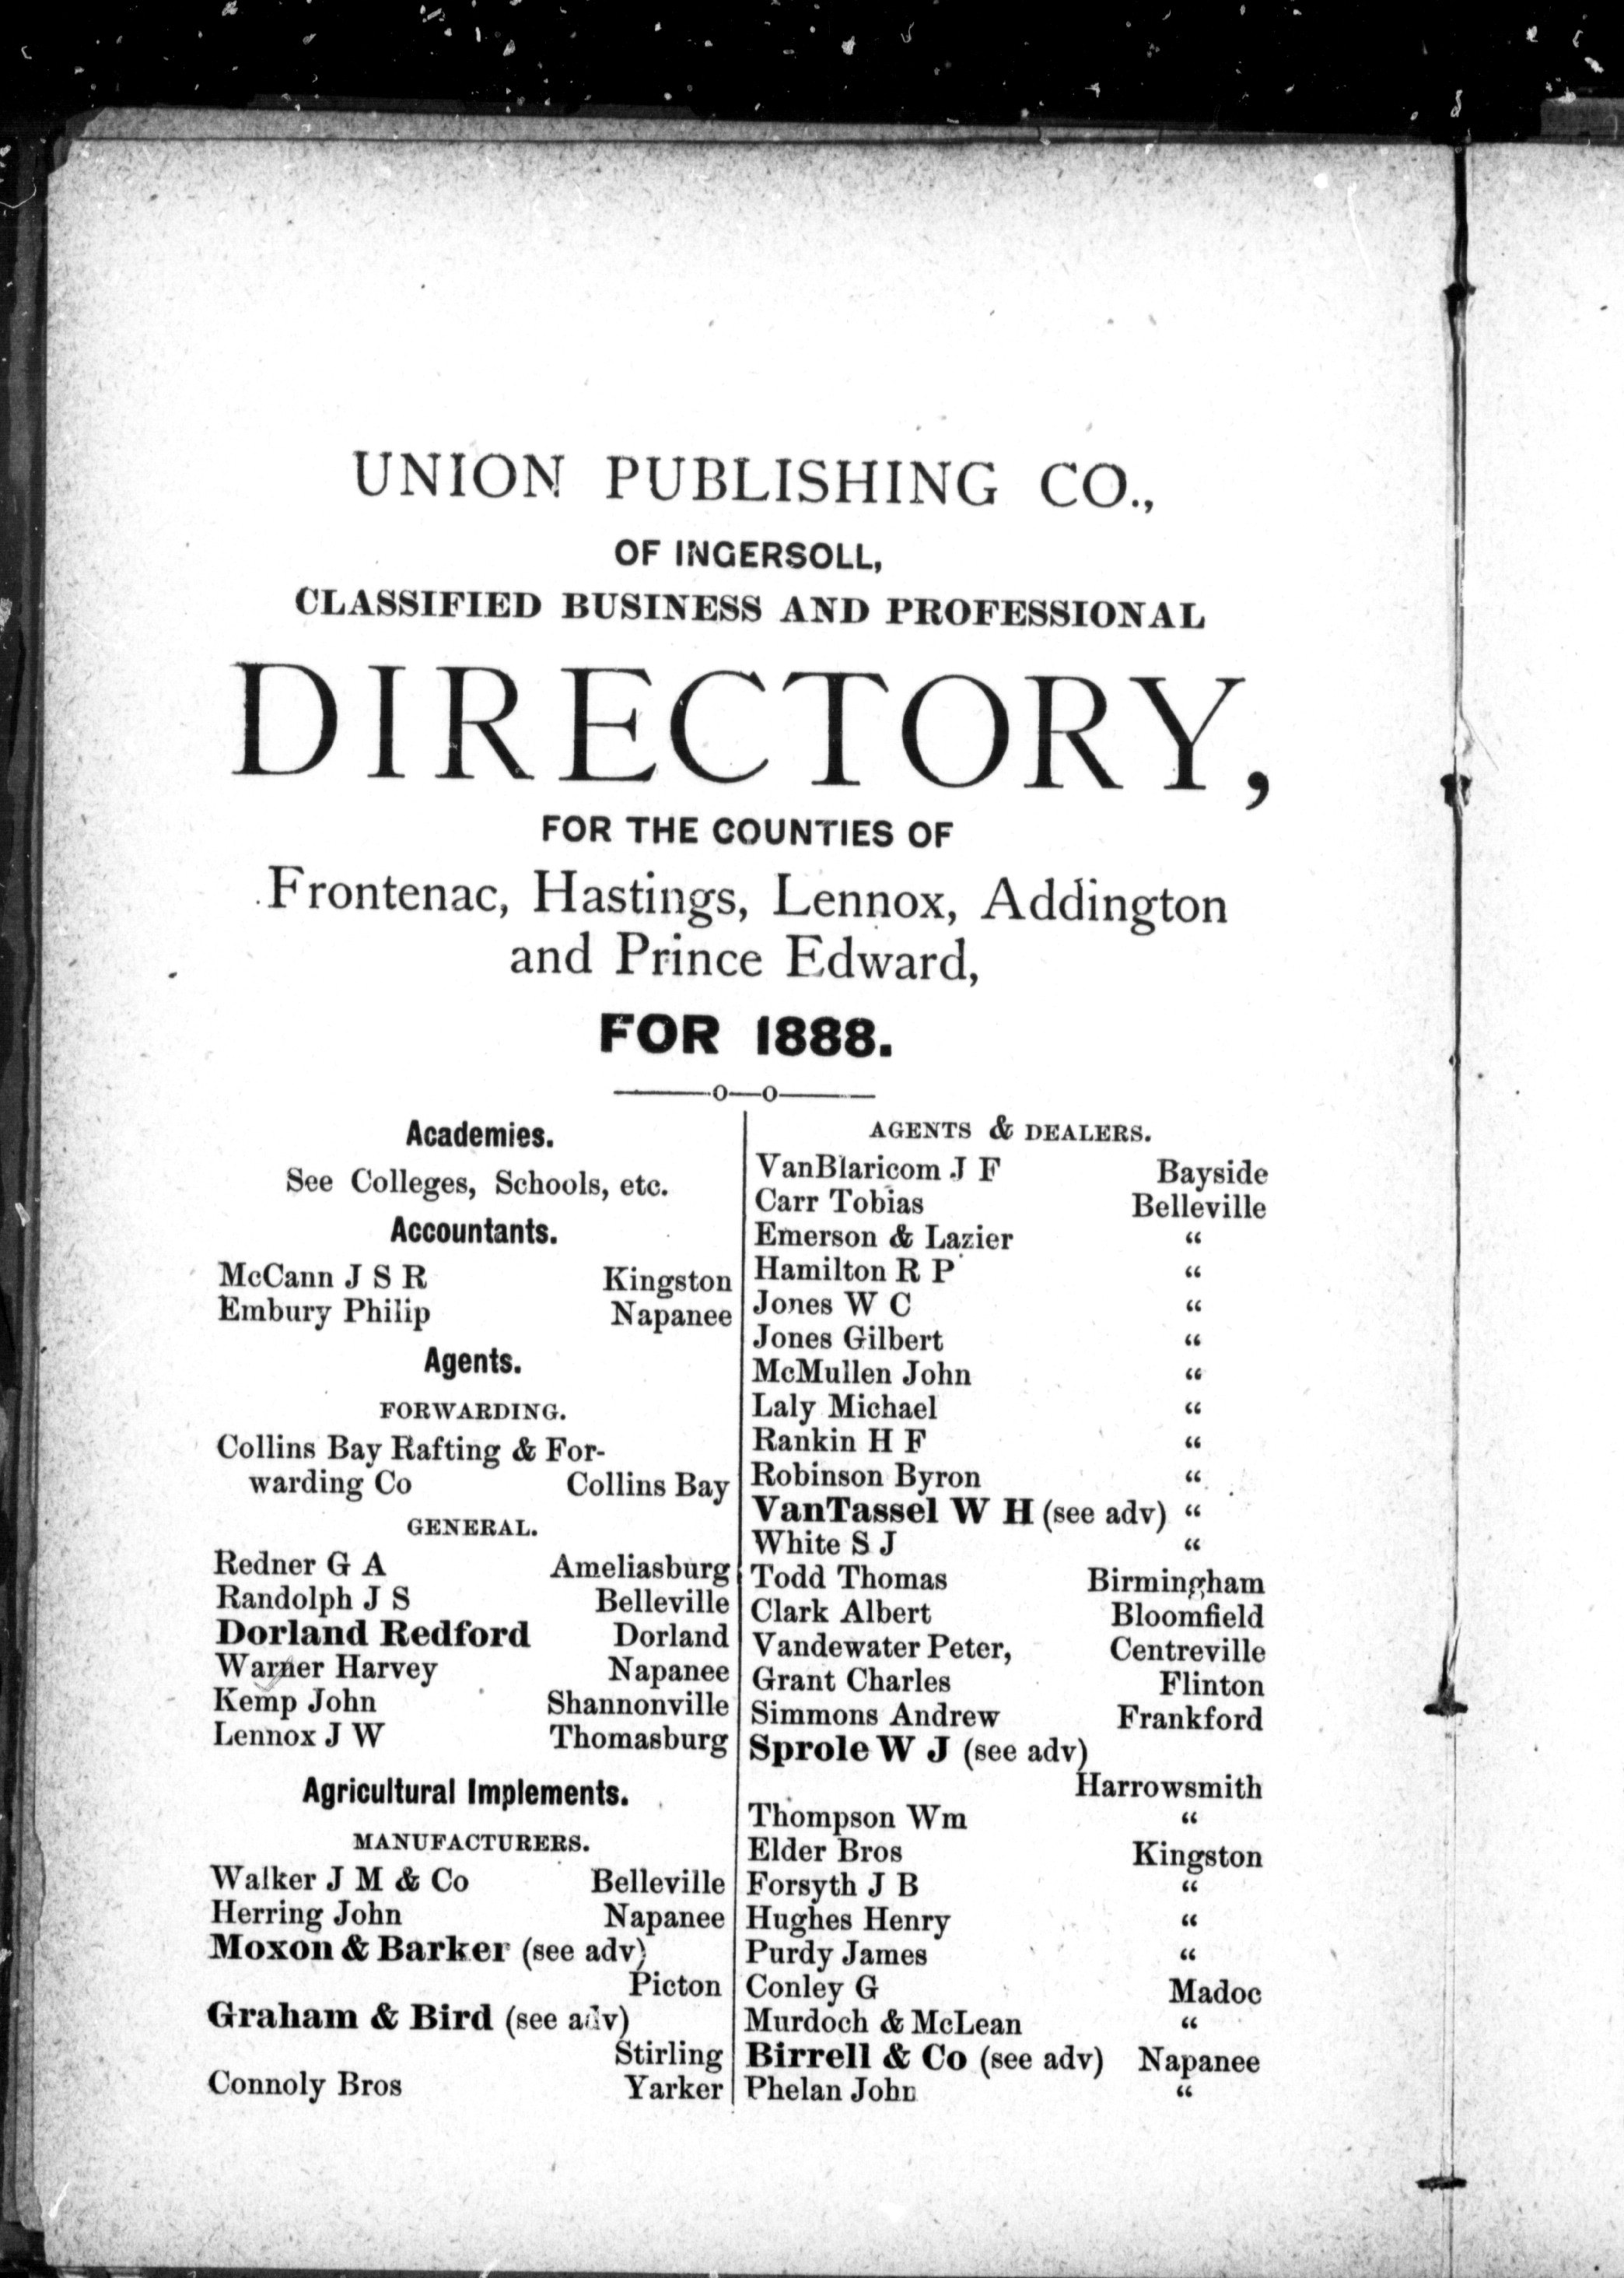 UNION PUBLISHING CO.,
OF INGERSOLL,
CLASSIFIED BUSINESS AND PROFESSIONAL
DIRECTORY,
FOR THE COUNTIES OF
Frontenac, Hastings, Lennox, Addington
and Prince Edward,
FOR 1888.
Academies.
See Colleges, Schools, etc.
Accountants.
McCann J S R Kingston
Embury Philip Napanee
Agents.
FORWARDING.
Collins Bay Rafting & For-
warding Co Collins Bay
GENERAL.
Redner G A Ameliasburg
Randolph J S Belleville
Dorland Redford Dorland
Warner Harvey Napanee
Kemp John Shannonville
Lennox J W Thomasburg
Agricultural Implements.
MANUFACTURERS.
Walker J M & Co Belleville
Herring John Napanee
Moxon & Barker (see adv)
Picton
Graham & Bird (see adv)
Stirling
Connoly Bros Yarker
AGENTS & DEALERS.
VanBlaricom J F Bayside
Carr Tobias Belleville
Emerson & Lazier “
Hamilton R P “
Jones W C “
Jones Gilbert “
McMullen John “
Laly Michael “
Rankin H F “
Robinson Byron “
VanTassel W H (see adv) “
White S J “
Todd Thomas Birmingham
Clark Albert Bloomfield
Vandewater Peter, Centreville
Grant Charles Flinton
Simmons Andrew Frankford
Sprole W J (see adv)
Harrowsmith
Thompson Wm “
Elder Bros Kingston
Forsyth J B “
Hughes Henry “
Purdy James “
Conley G Madoc
Murdoch & McLean “
Birrell & Co (see adv) Napanee
Phelan John “